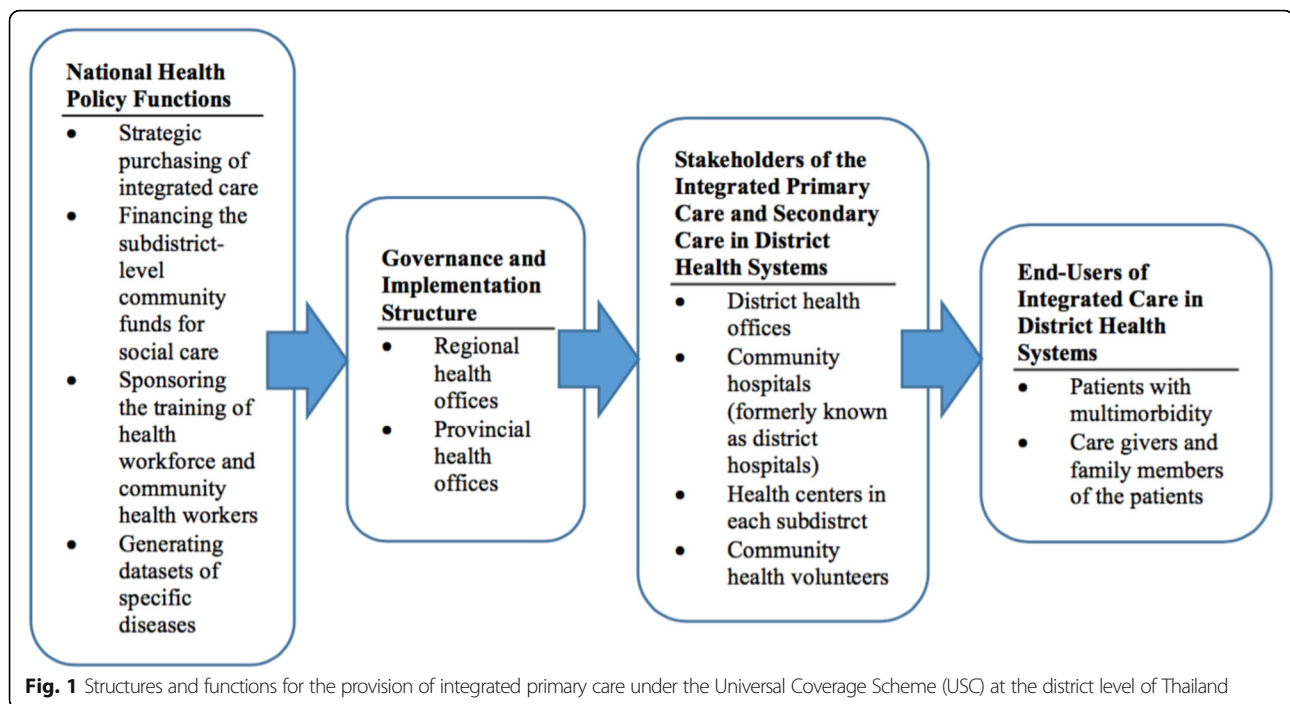 National Health
Policy Functions
• Strategic
purchasing of
integrated care
• Financing the
subdistrict-
level
community
funds for
social care
• Sponsoring
the training of
health
workforce and
community
health workers
• Generating
datasets of
specific
diseases
Governance and
Implementation
Structure
• Regional
health
offices
• Provincial
health
offices
Stakeholders of the
Integrated Primary
Care and Secondary
Care in District
Health Systems
• District health
offices
• Community
hospitals
(formerly known
as district
hospitals)
• Health centers in
each subdistrct
• Community
health volunteers
End-Users of
Integrated Care in
District Health
Systems
• Patients with
multimorbidity
• Care givers and
family members
of the patients
Fig. 1 Structures and functions for the provision of integrated primary care under the Universal Coverage Scheme (USC) at the district level of Thailand